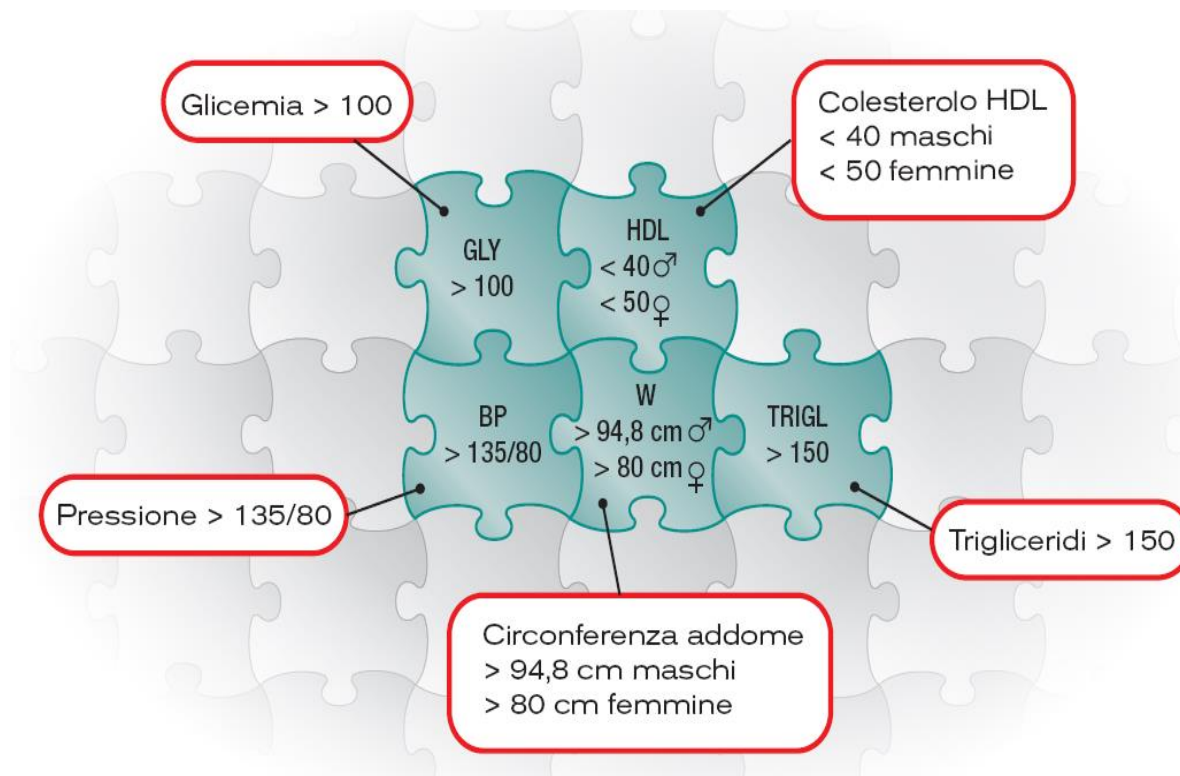 Glicemia > 100
Colesterolo HDL
< 40 maschi
< 50 femmine
GLY
> 100
HDL
< 40♂
< 50♀
BP
> 135/80
W
> 94,8 cm ♂
> 80 cm ♀
TRIGL
> 150
Pressione > 135/80
Trigliceridi > 150
Circonferenza addome
> 94,8 cm maschi
> 80 cm femmine